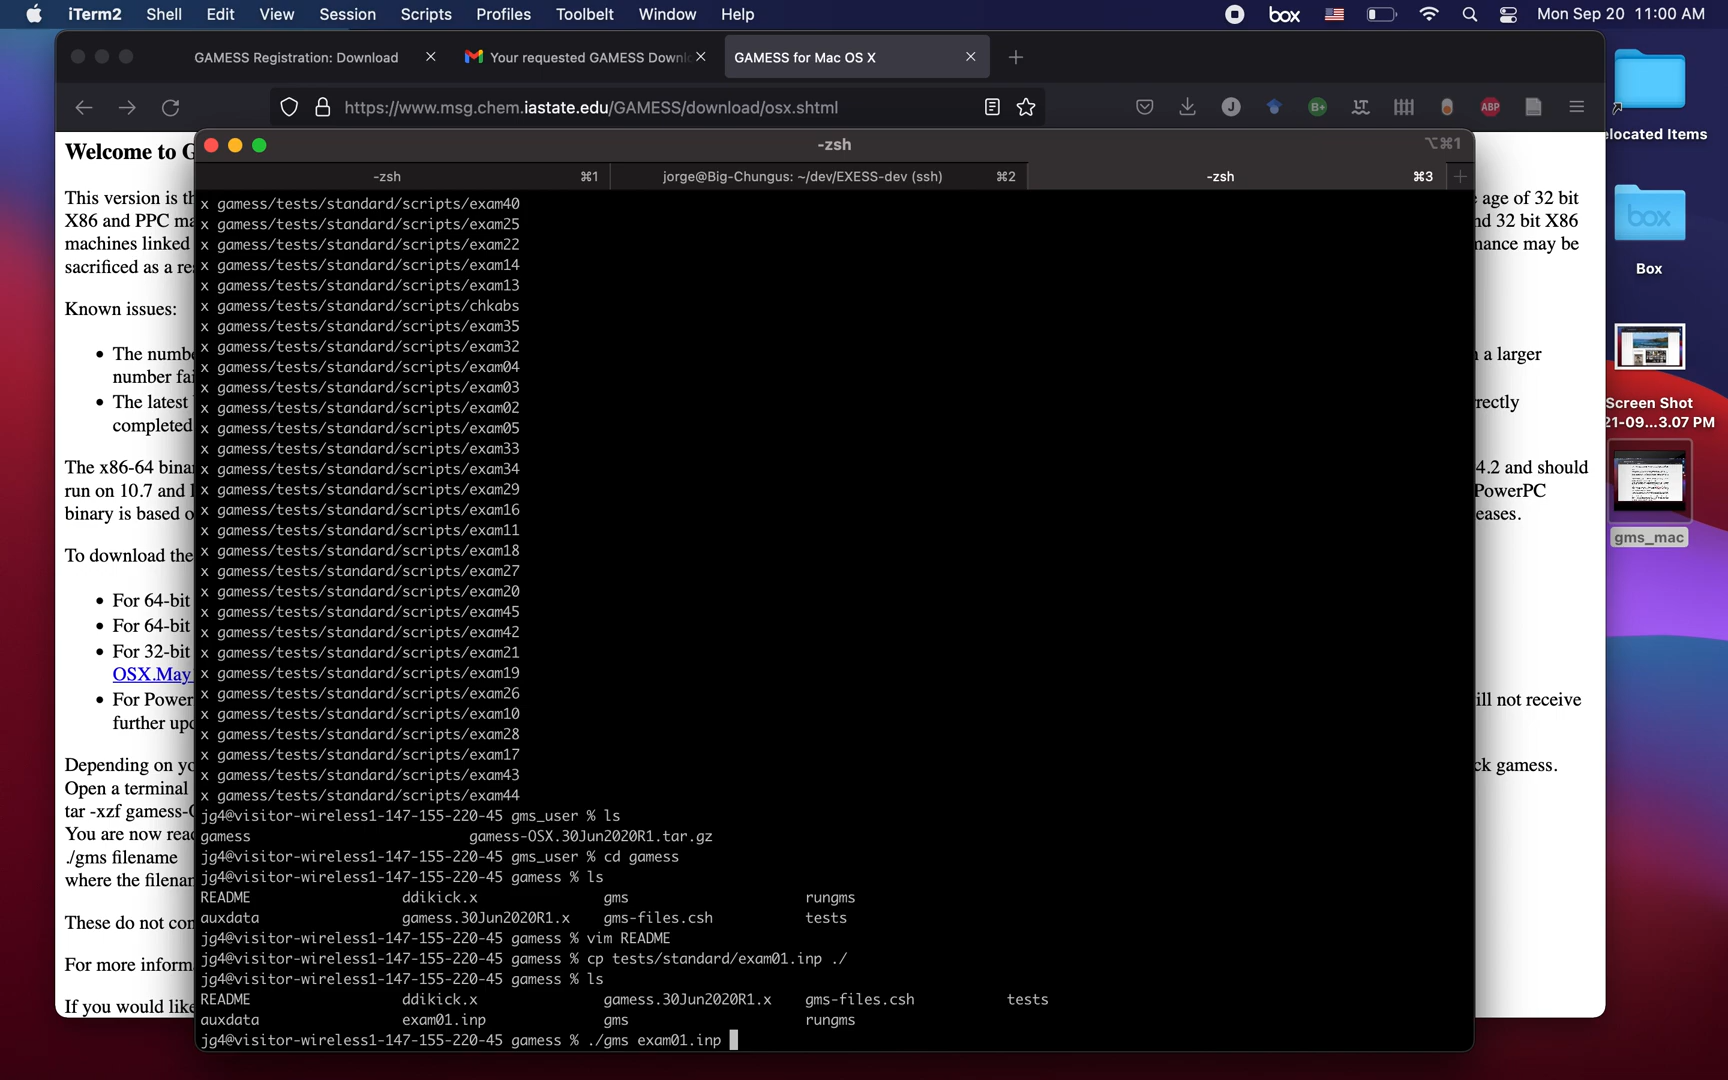 iTerm2 Shell Edit View Session Scripts Profiles Toolbelt Window Help box Mon Sep 20 11:00 AM
GAMESS Registration: Download Your requested GAMESS Downl GAMESS for Mac OS X
https://www.msg.chem.iastate.edu/GAMESS/download/osx.shtml
-zsh ⌥⌘1
-zsh ⌘1 jorge@Big-Chungus: ~/dev/EXESS-dev (ssh) ⌘2 -zsh ⌘3
x gamess/tests/standard/scripts/exam40
x gamess/tests/standard/scripts/exam25
x gamess/tests/standard/scripts/exam22
x gamess/tests/standard/scripts/exam14
x gamess/tests/standard/scripts/exam13
x gamess/tests/standard/scripts/chkabs
x gamess/tests/standard/scripts/exam35
x gamess/tests/standard/scripts/exam32
x gamess/tests/standard/scripts/exam04
x gamess/tests/standard/scripts/exam03
x gamess/tests/standard/scripts/exam02
x gamess/tests/standard/scripts/exam05
x gamess/tests/standard/scripts/exam33
x gamess/tests/standard/scripts/exam34
x gamess/tests/standard/scripts/exam29
x gamess/tests/standard/scripts/exam16
x gamess/tests/standard/scripts/exam11
x gamess/tests/standard/scripts/exam18
x gamess/tests/standard/scripts/exam27
x gamess/tests/standard/scripts/exam20
x gamess/tests/standard/scripts/exam45
x gamess/tests/standard/scripts/exam42
x gamess/tests/standard/scripts/exam21
x gamess/tests/standard/scripts/exam19
x gamess/tests/standard/scripts/exam26
x gamess/tests/standard/scripts/exam10
x gamess/tests/standard/scripts/exam28
x gamess/tests/standard/scripts/exam17
x gamess/tests/standard/scripts/exam43
x gamess/tests/standard/scripts/exam44
jg4@visitor-wireless1-147-155-220-45 gms_user % ls
gamess gamess-OSX.30Jun2020R1.tar.gz
jg4@visitor-wireless1-147-155-220-45 gms_user % cd gamess
jg4@visitor-wireless1-147-155-220-45 gamess % ls
README ddikick.x gms rungms
auxdata gamess.30Jun2020R1.x gms-files.csh tests
jg4@visitor-wireless1-147-155-220-45 gamess % vim README
jg4@visitor-wireless1-147-155-220-45 gamess % cp tests/standard/exam01.inp ./
jg4@visitor-wireless1-147-155-220-45 gamess % ls
README ddikick.x gamess.30Jun2020R1.x gms-files.csh tests
auxdata exam01.inp gms rungms
jg4@visitor-wireless1-147-155-220-45 gamess % ./gms exam01.inp
Welcome to G
This version is th
X86 and PPC ma
machines linked
sacrificed as a re
Known issues:
• The numbe
number fai
• The latest
completed
The x86-64 bina
run on 10.7 and
binary is based o
To download the
• For 64-bit
• For 64-bit
• For 32-bit
OSX.May
• For Power
further upd
Depending on yo
Open a terminal
tar -xzf gamess-
You are now rea
./gms filename
where the filenam
These do not con
For more inform
If you would like
age of 32 bit
nd 32 bit X86
mance may be
a larger
rectly
4.2 and should
PowerPC
eases.
ill not receive
ck gamess.
elocated Items
box
Box
Screen Shot
21-09...3.07 PM
gms_mac